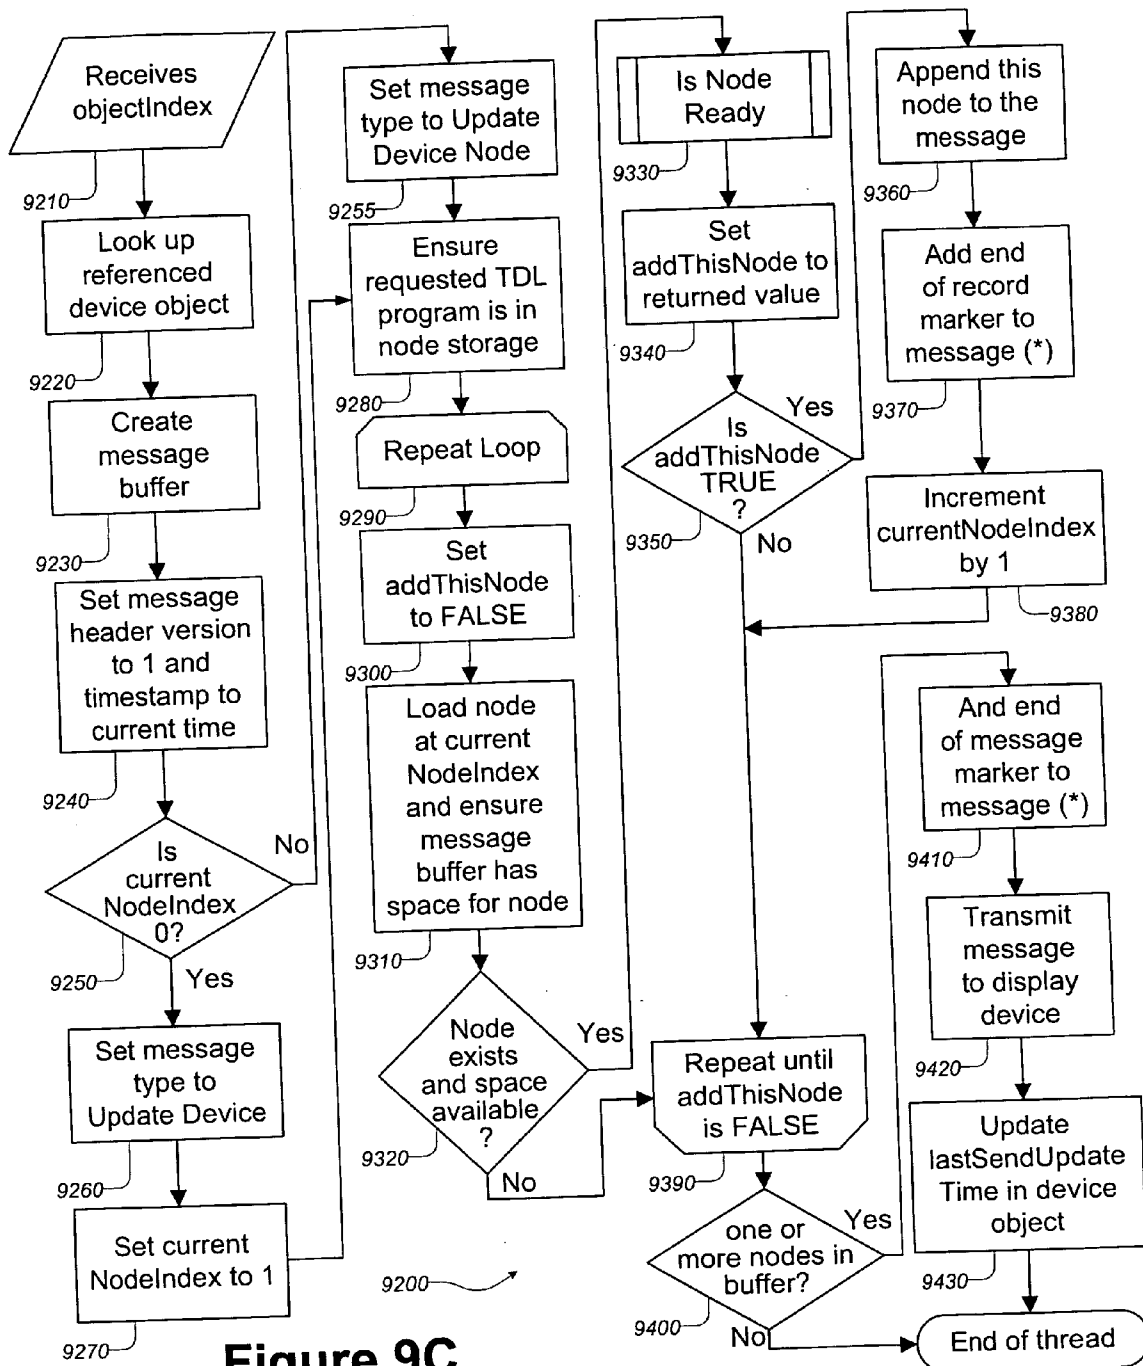 Receives
objectIndex
9210
Look up
referenced
device object
9220
Create
message
buffer
9230
Set message
header version
to 1 and
timestamp to
current time
9240
Is
current
NodeIndex
0?
No
9250
Yes
Set message
type to
Update Device
9260
Set current
NodeIndex to 1
9270
Set message
type to Update
Device Node
9255
Ensure
requested TDL
program is in
node storage
9280
Repeat Loop
9290
Set
addThisNode
to FALSE
9300
Load node
at current
NodeIndex
and ensure
message
buffer has
space for node
9310
Node
exists
and space
available
?
Yes
9320
No
9200
Is Node
Ready
9330
Set
addThisNode to
returned value
9340
Is
addThisNode
TRUE
?
Yes
9350
No
Repeat until
addThisNode
is FALSE
9390
one or
more nodes in
buffer?
Yes
9400
No
Append this
node to the
message
9360
Add end
of record
marker to
message (*)
9370
Increment
currentNodeIndex
by 1
9380
And end
of message
marker to
message (*)
9410
Transmit
message
to display
device
9420
Update
lastSendUpdate
Time in device
object
9430
End of thread
Figure 9C